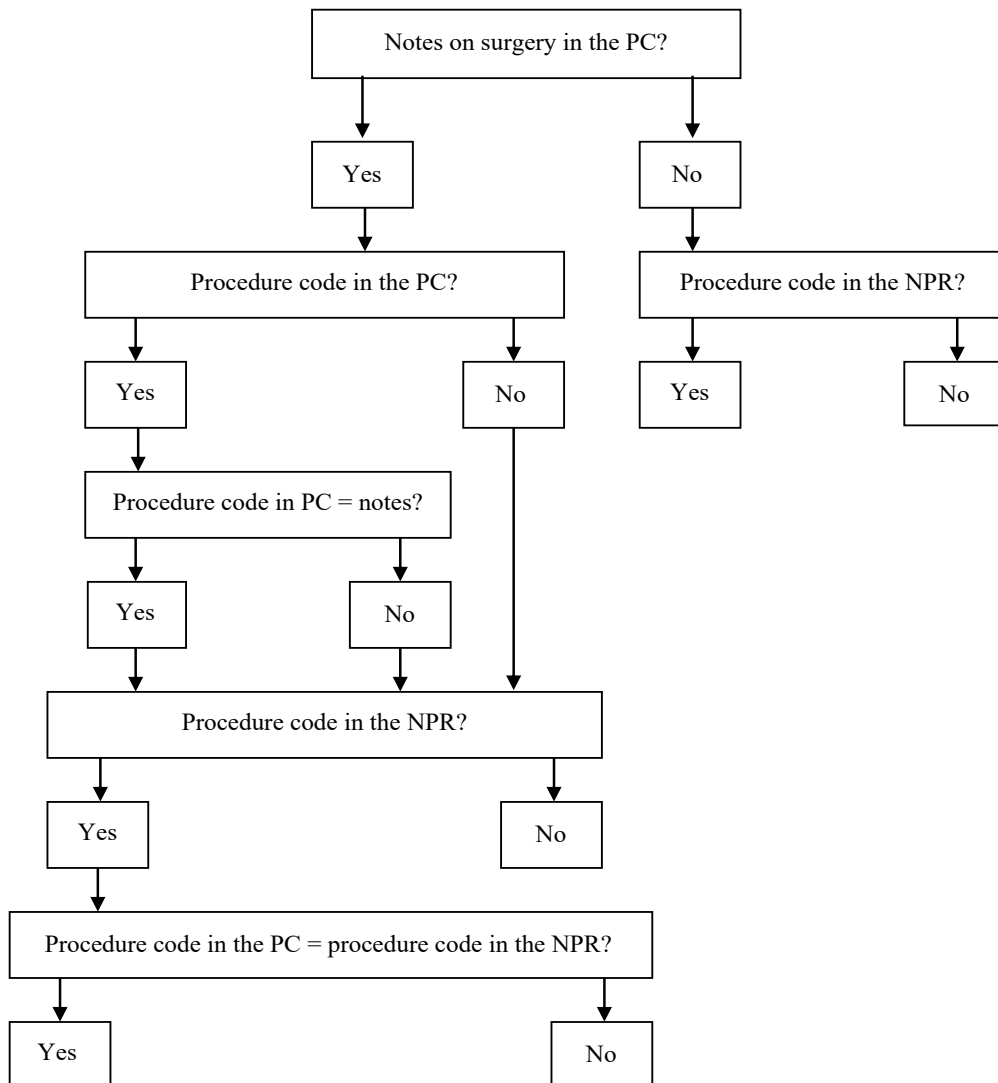 Notes on surgery in the PC?
Yes
No
Procedure code in the PC?
Procedure code in the NPR?
Yes
No
Yes
No
Procedure code in PC = notes?
Yes
No
Procedure code in the NPR?
Yes
No
Procedure code in the PC = procedure code in the NPR?
Yes
No